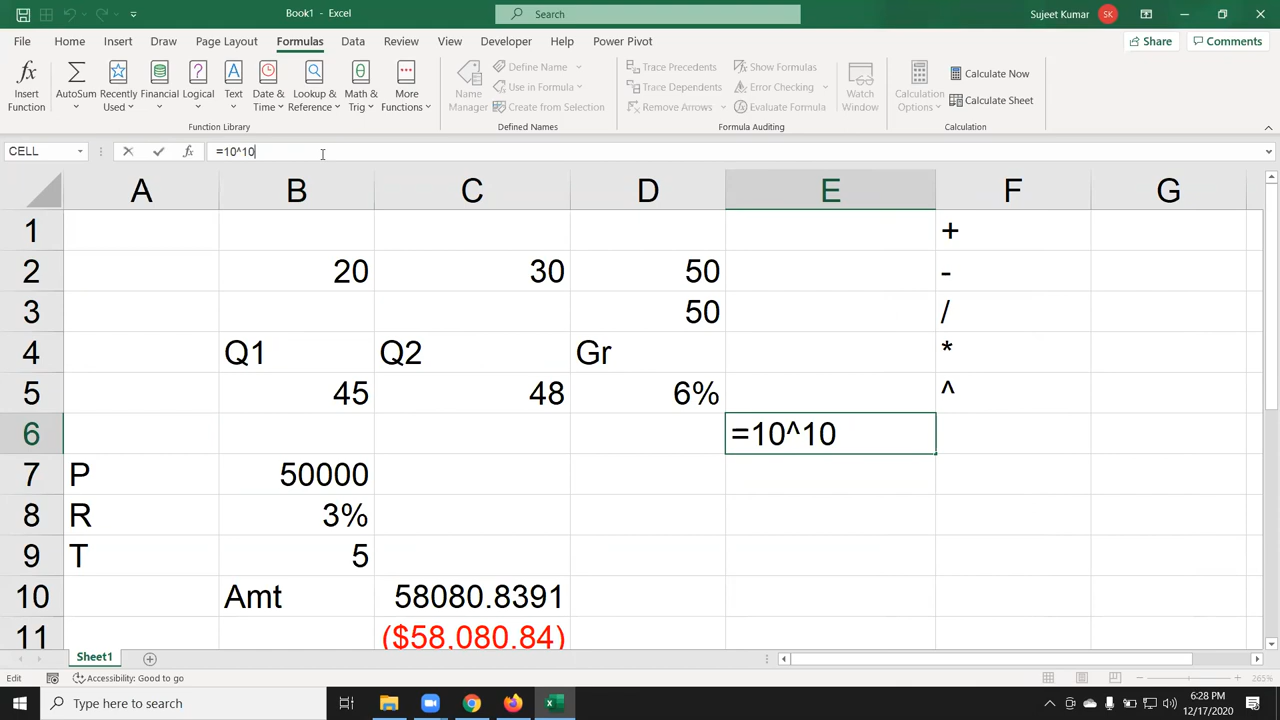 Book1 - Excel
Search
Sujeet Kumar
SK
File Home Insert Draw Page Layout Formulas Data Review View Developer Help Power Pivot
Share
Comments
Insert Function
AutoSum
Recently Used
Financial
Logical
Text
Date & Time
Lookup & Reference
Math & Trig
More Functions
Function Library
Name Manager
Define Name
Use in Formula
Create from Selection
Defined Names
Trace Precedents
Trace Dependents
Remove Arrows
Show Formulas
Error Checking
Evaluate Formula
Formula Auditing
Watch Window
Calculation Options
Calculate Now
Calculate Sheet
Calculation
CELL
fx
=10^10
A B C D E F G
1 +
2 20 30 50 -
3 50 /
4 Q1 Q2 Gr *
5 45 48 6% ^
6 =10^10
7 P 50000
8 R 3%
9 T 5
10 Amt 58080.8391
11 ($58,080.84)
Sheet1
Edit
Accessibility: Good to go
265%
Type here to search
6:28 PM
12/17/2020